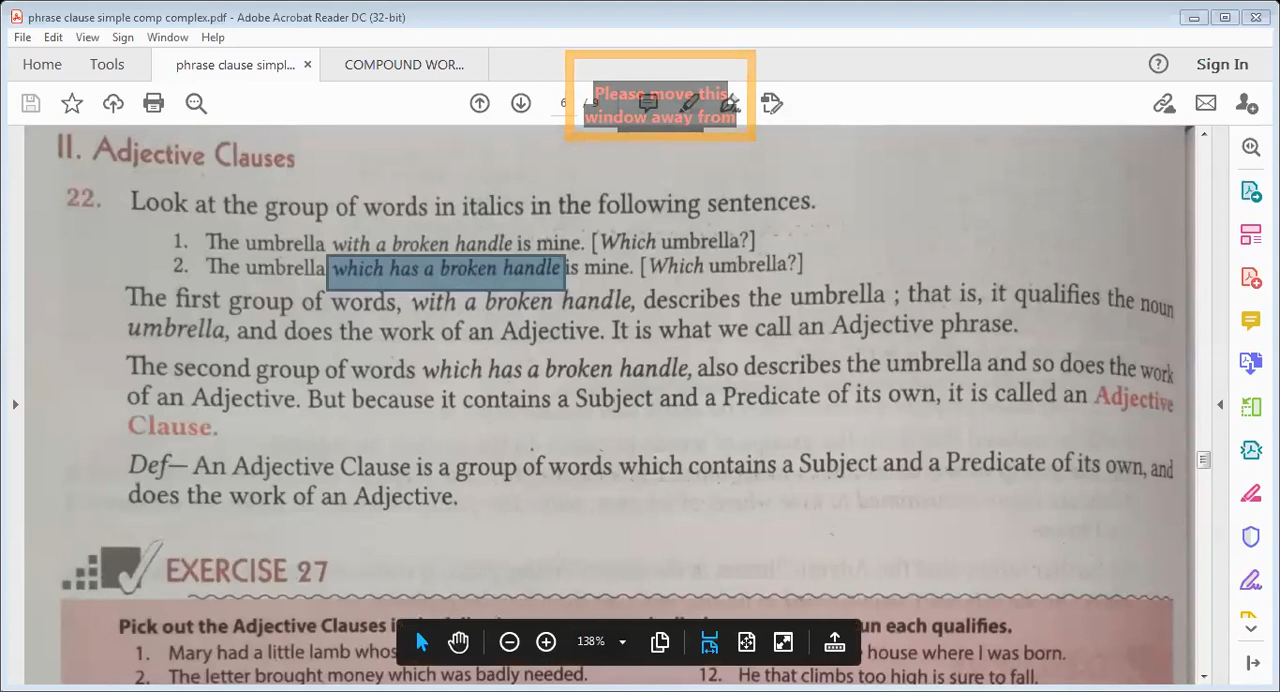 phrase clause simple comp complex.pdf - Adobe Acrobat Reader DC (32-bit)
File Edit View Sign Window Help
Home Tools phrase clause simpl... × COMPOUND WOR... Sign In
6 / 9
Please move this
window away from
II. Adjective Clauses
22. Look at the group of words in italics in the following sentences.
1. The umbrella with a broken handle is mine. [Which umbrella?]
2. The umbrella which has a broken handle is mine. [Which umbrella?]
The first group of words, with a broken handle, describes the umbrella ; that is, it qualifies the noun
umbrella, and does the work of an Adjective. It is what we call an Adjective phrase.
The second group of words which has a broken handle, also describes the umbrella and so does the work
of an Adjective. But because it contains a Subject and a Predicate of its own, it is called an Adjective
Clause.
Def— An Adjective Clause is a group of words which contains a Subject and a Predicate of its own, and
does the work of an Adjective.
EXERCISE 27
Pick out the Adjective Clauses each qualifies.
1. Mary had a little lamb house where I was born.
2. The letter brought money which was badly needed. 12. He that climbs too high is sure to fall.
138%